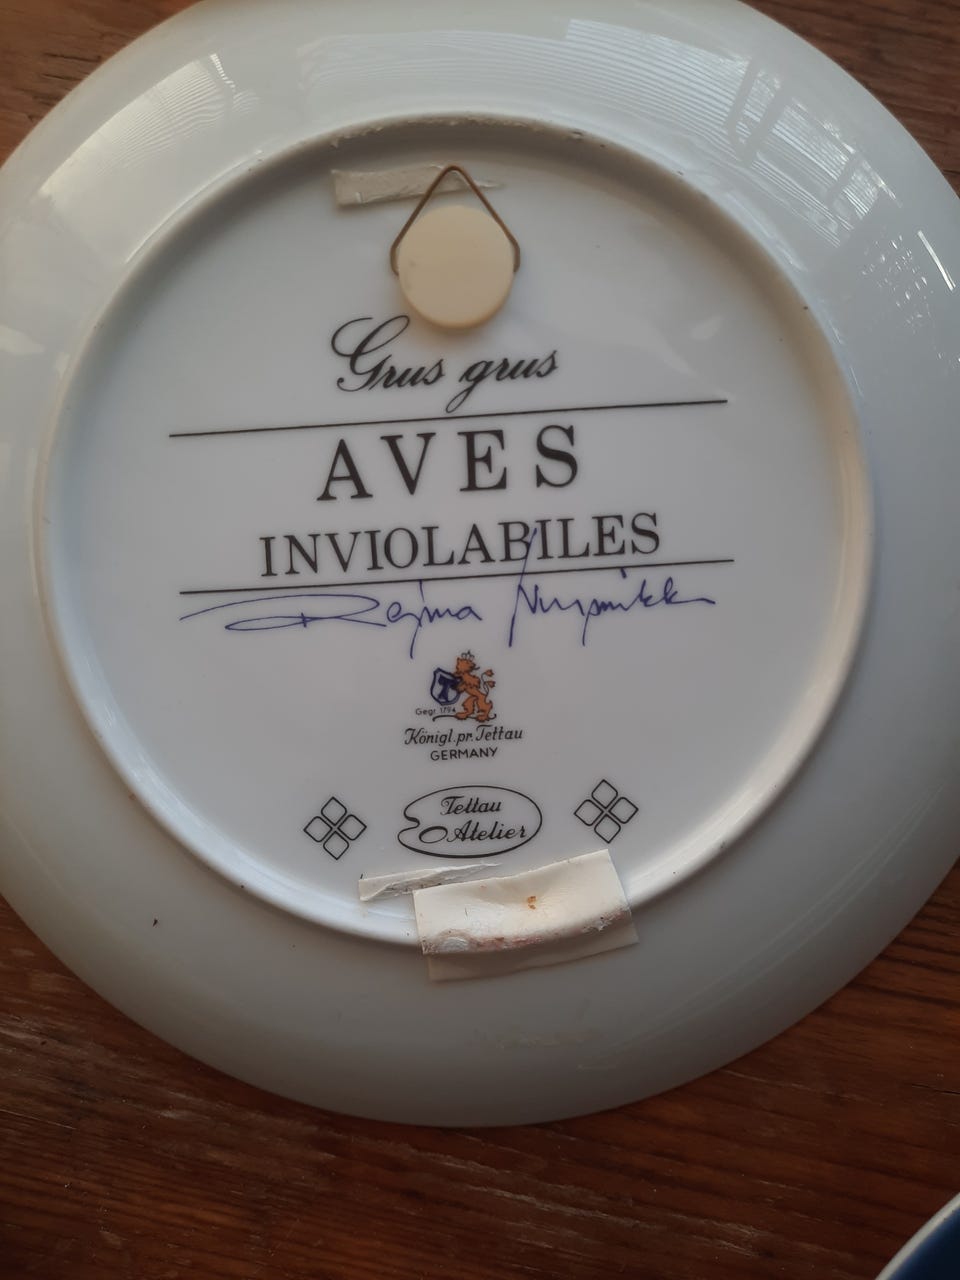 Grus grus
AVES
INVIOLABILES
T
Gegr. 1794
Königl. pr. Tettau
GERMANY
Tettau
Atelier